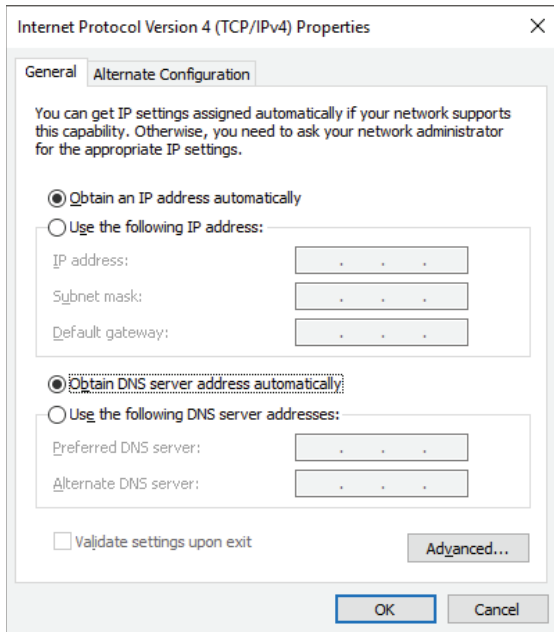 Internet Protocol Version 4 (TCP/IPv4) Properties
General
Alternate Configuration
You can get IP settings assigned automatically if your network supports
this capability. Otherwise, you need to ask your network administrator
for the appropriate IP settings.
Obtain an IP address automatically
Use the following IP address:
IP address:
. . .
Subnet mask:
. . .
Default gateway:
. . .
Obtain DNS server address automatically
Use the following DNS server addresses:
Preferred DNS server:
. . .
Alternate DNS server:
. . .
Validate settings upon exit
Advanced...
OK
Cancel